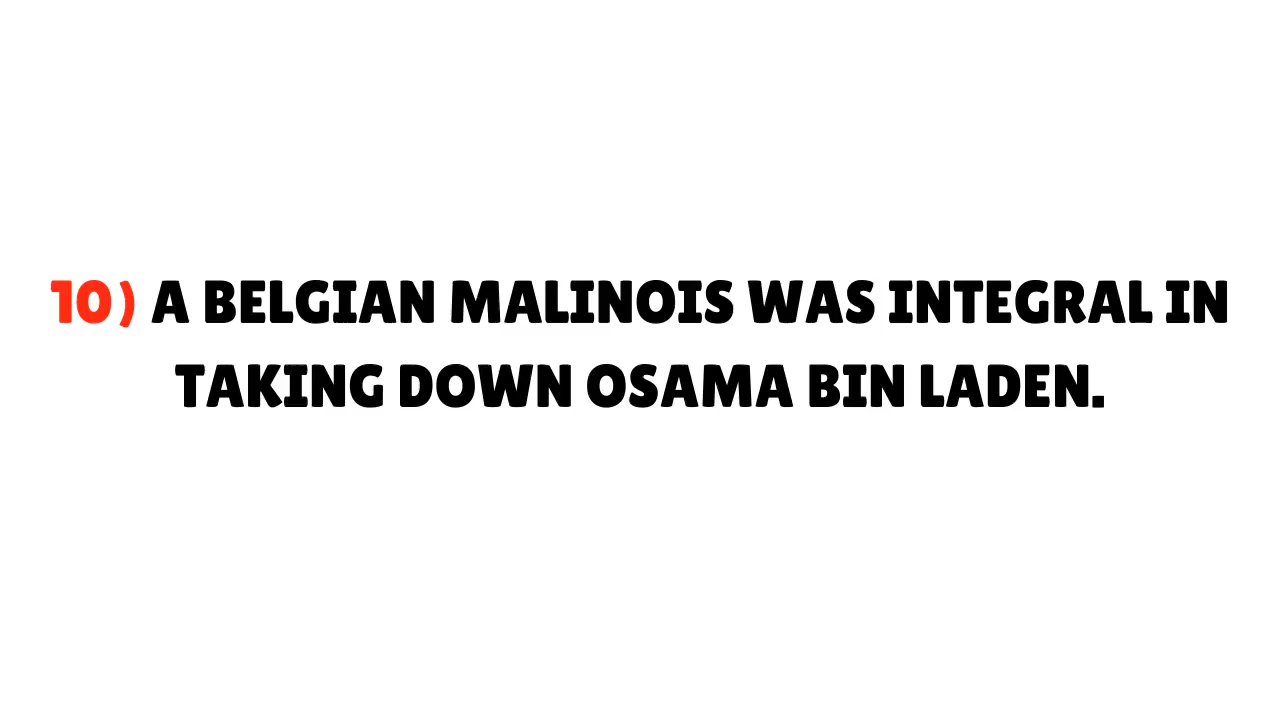 10) A BELGIAN MALINOIS WAS INTEGRAL IN
TAKING DOWN OSAMA BIN LADEN.